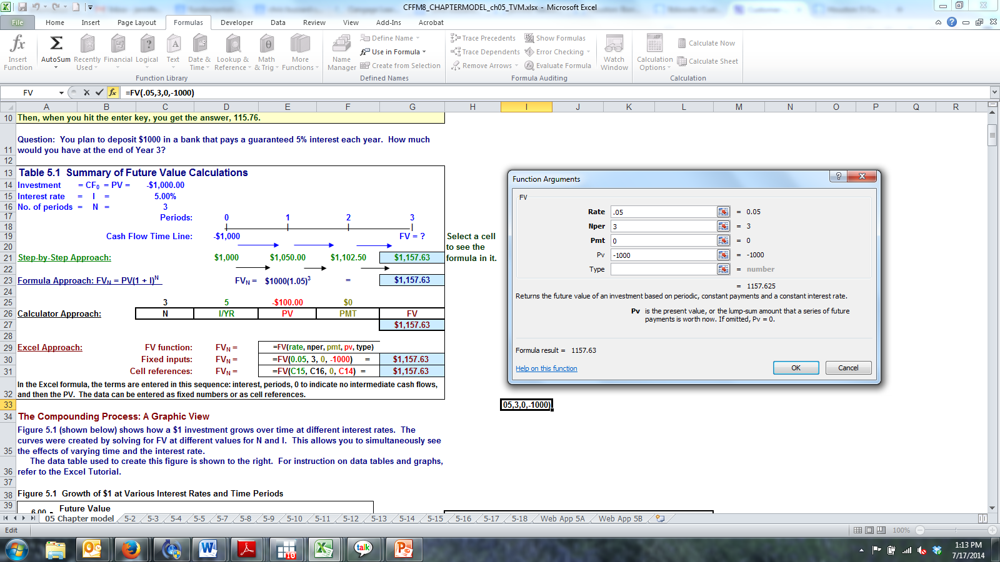 CFFM8_CHAPTERMODEL_ch05_TVM.xlsx - Microsoft Excel
File Home Insert Page Layout Formulas Developer Data Review View Add-Ins Acrobat
Insert Function
AutoSum
Recently Used
Financial
Logical
Text
Date & Time
Lookup & Reference
Math & Trig
More Functions
Function Library
Name Manager
Define Name
Use in Formula
Create from Selection
Defined Names
Trace Precedents
Trace Dependents
Remove Arrows
Show Formulas
Error Checking
Evaluate Formula
Formula Auditing
Watch Window
Calculation Options
Calculate Now
Calculate Sheet
Calculation
FV fx =FV(.05,3,0,-1000)
A B C D E F G H I J K L M N O P Q R
10 Then, when you hit the enter key, you get the answer, 115.76.
Question: You plan to deposit $1000 in a bank that pays a guaranteed 5% interest each year. How much
11 would you have at the end of Year 3?
12
13 Table 5.1 Summary of Future Value Calculations
14 Investment = CF0 = PV = -$1,000.00
15 Interest rate = I = 5.00%
16 No. of periods = N = 3
17 Periods: 0 1 2 3
18
19 Cash Flow Time Line: -$1,000 FV = ? Select a cell
20 to see the
21 Step-by-Step Approach: $1,000 $1,050.00 $1,102.50 $1,157.63 formula in it.
22
23 Formula Approach: FVN = PV(1 + I)N FVN = $1000(1.05)3 = $1,157.63
24
25 3 5 -$100.00 $0
26 Calculator Approach: N I/YR PV PMT FV
27 $1,157.63
28
29 Excel Approach: FV function: FVN = =FV(rate, nper, pmt, pv, type)
30 Fixed inputs: FVN = =FV(0.05, 3, 0, -1000) = $1,157.63
31 Cell references: FVN = =FV(C15, C16, 0, C14) = $1,157.63
In the Excel formula, the terms are entered in this sequence: interest, periods, 0 to indicate no intermediate cash flows,
32 and then the PV. The data can be entered as fixed numbers or as cell references.
33 05,3,0,-1000)
34 The Compounding Process: A Graphic View
Figure 5.1 (shown below) shows how a $1 investment grows over time at different interest rates. The
curves were created by solving for FV at different values for N and I. This allows you to simultaneously see
35 the effects of varying time and the interest rate.
The data table used to create this figure is shown to the right. For instruction on data tables and graphs,
36 refer to the Excel Tutorial.
37
38 Figure 5.1 Growth of $1 at Various Interest Rates and Time Periods
39 Future Value
6.00
Function Arguments
FV
Rate .05 = 0.05
Nper 3 = 3
Pmt 0 = 0
Pv -1000 = -1000
Type = number
= 1157.625
Returns the future value of an investment based on periodic, constant payments and a constant interest rate.
Pv is the present value, or the lump-sum amount that a series of future
payments is worth now. If omitted, Pv = 0.
Formula result = 1157.63
Help on this function OK Cancel
05 Chapter model 5-2 5-3 5-4 5-5 5-7 5-8 5-9 5-10 5-11 5-12 5-13 5-14 5-15 5-16 5-17 5-18 Web App 5A Web App 5B
Edit 100%
talk
1:13 PM
7/17/2014